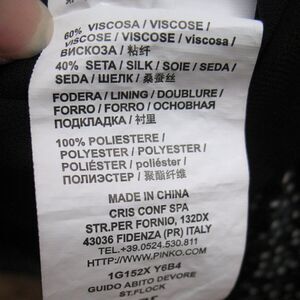 60% VISCOSA / VISCOSE /
VISCOSE / VISCOSE / viscosa /
ВИСКОЗА / 粘纤
40% SETA / SILK / SOIE / SEDA /
SEDA / ШЕЛК / 桑蚕丝
FODERA / LINING / DOUBLURE /
FORRO / FORRO / ОСНОВНАЯ
ПОДКЛАДКА / 衬里
100% POLIESTERE /
POLYESTER / POLYESTER /
POLIÉSTER / poliéster /
ПОЛИЭСТЕР / 聚酯纤维
MADE IN CHINA
CRIS CONF SPA
STR.PER FORNIO, 132DX
43036 FIDENZA (PR) ITALY
TEL.+39.0524.530.811
HTTP://WWW.PINKO.COM
1G152X Y6B4
GUIDO ABITO DEVORE
ST.FLOCK